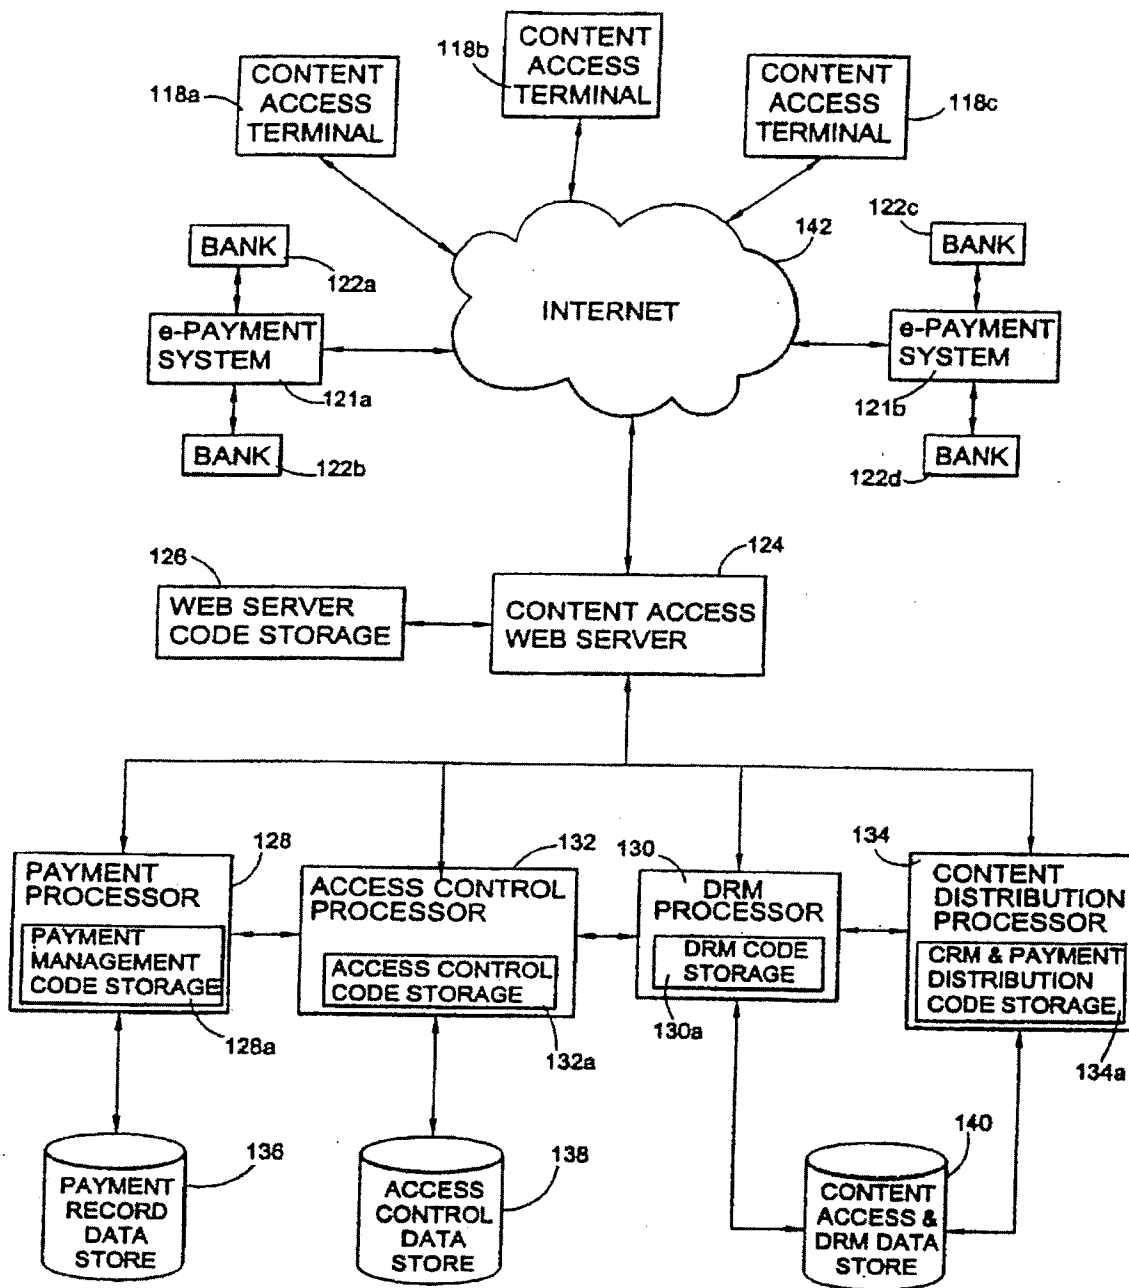 118b
CONTENT
ACCESS
TERMINAL
118a
CONTENT
ACCESS
TERMINAL
CONTENT
ACCESS
TERMINAL
118c
BANK
122a
142
122c
BANK
INTERNET
e-PAYMENT
SYSTEM
121a
e-PAYMENT
SYSTEM
121b
BANK
122b
BANK
122d
126
WEB SERVER
CODE STORAGE
124
CONTENT ACCESS
WEB SERVER
128
PAYMENT
PROCESSOR
PAYMENT
MANAGEMENT
CODE STORAGE
128a
132
ACCESS CONTROL
PROCESSOR
ACCESS CONTROL
CODE STORAGE
132a
130
DRM
PROCESSOR
DRM CODE
STORAGE
130a
134
CONTENT
DISTRIBUTION
PROCESSOR
CRM & PAYMENT
DISTRIBUTION
CODE STORAGE
134a
136
PAYMENT
RECORD
DATA
STORE
138
ACCESS
CONTROL
DATA
STORE
140
CONTENT
ACCESS &
DRM DATA
STORE